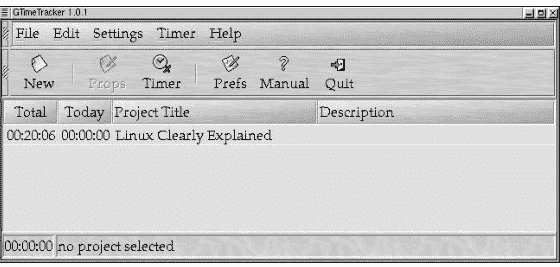 GTimeTracker 1.0.1
File Edit Settings Timer Help
New Props Timer Prefs Manual Quit
Total Today Project Title Description
00:20:06 00:00:00 Linux Clearly Explained
00:00:00 no project selected